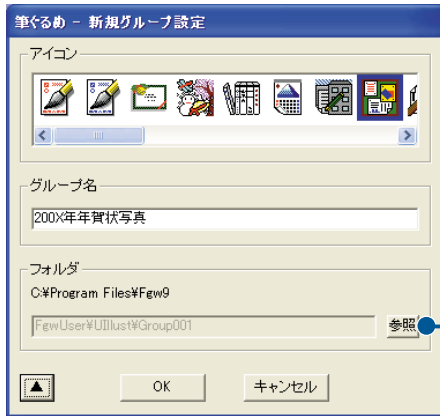 筆ぐるめ － 新規グループ設定
アイコン
グループ名
200X年年賀状写真
フォルダ
C:¥Program Files¥Fgw9
FgwUser¥UIllust¥Group001
参照
▲
OK
キャンセル